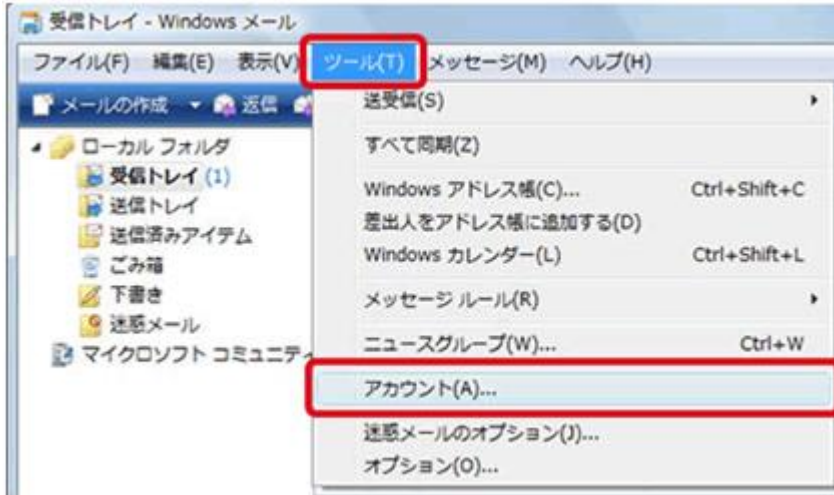 受信トレイ - Windows メール
ファイル(F) 編集(E) 表示(V) ツール(T) メッセージ(M) ヘルプ(H)
メールの作成 返信
ローカル フォルダ
受信トレイ (1)
送信トレイ
送信済みアイテム
ごみ箱
下書き
迷惑メール
マイクロソフト コミュニティ
送受信(S)
すべて同期(Z)
Windows アドレス帳(C)... Ctrl+Shift+C
差出人をアドレス帳に追加する(D)
Windows カレンダー(L) Ctrl+Shift+L
メッセージ ルール(R)
ニュースグループ(W)... Ctrl+W
アカウント(A)...
迷惑メールのオプション(J)...
オプション(O)...